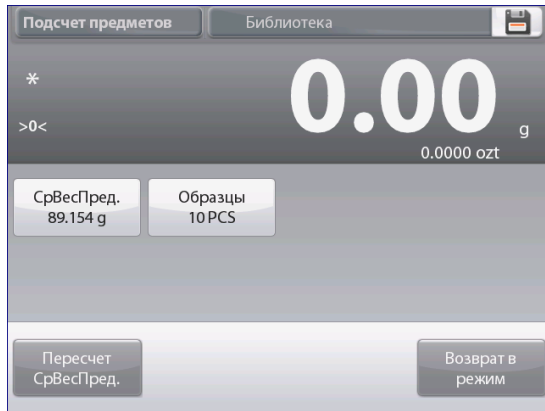 Подсчет предметов
Библиотека
*
>0<
0.00
g
0.0000 ozt
СрВесПред.
89.154 g
Образцы
10 PCS
Пересчет
СрВесПред.
Возврат в
режим